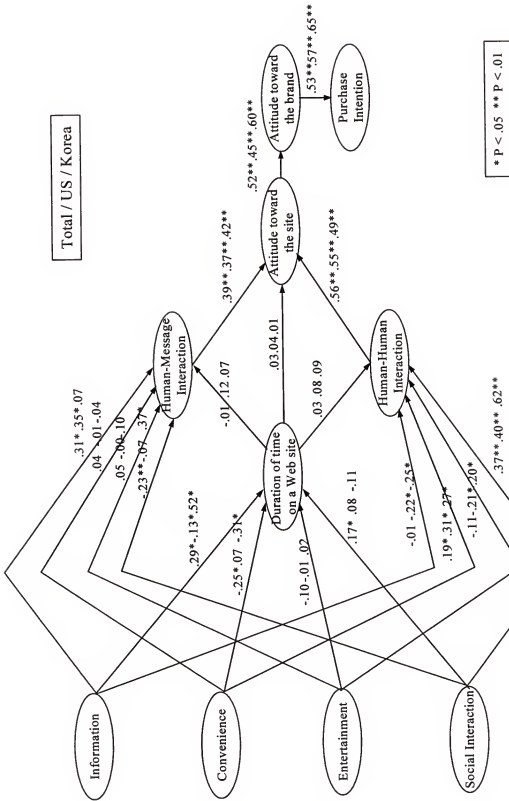 Total / US / Korea
Information
Convenience
Entertainment
Social Interaction
.31*.35*.07
.04 -.01-.04
.05 -.09-.10
-.23**-.07 .37*
.29*-.13*.52*
-.25*.07 -.31*
-.10-.01 .02
.17* .08 -.11
Human-Message
Interaction
Duration of time
on a Web site
Human-Human
Interaction
-.01 .12 .07
.03.04.01
.03 .08 .09
-.01 -.22*-.25*
.19*.31*.27*
-.11-.21*.20*
.37**.40**.62**
.39**.37**.42**
.56**.55**.49**
Attitude toward
the site
.52**.45**.60**
Attitude toward
the brand
.53**.57**.65**
Purchase
Intention
* P < .05 ** P < .01